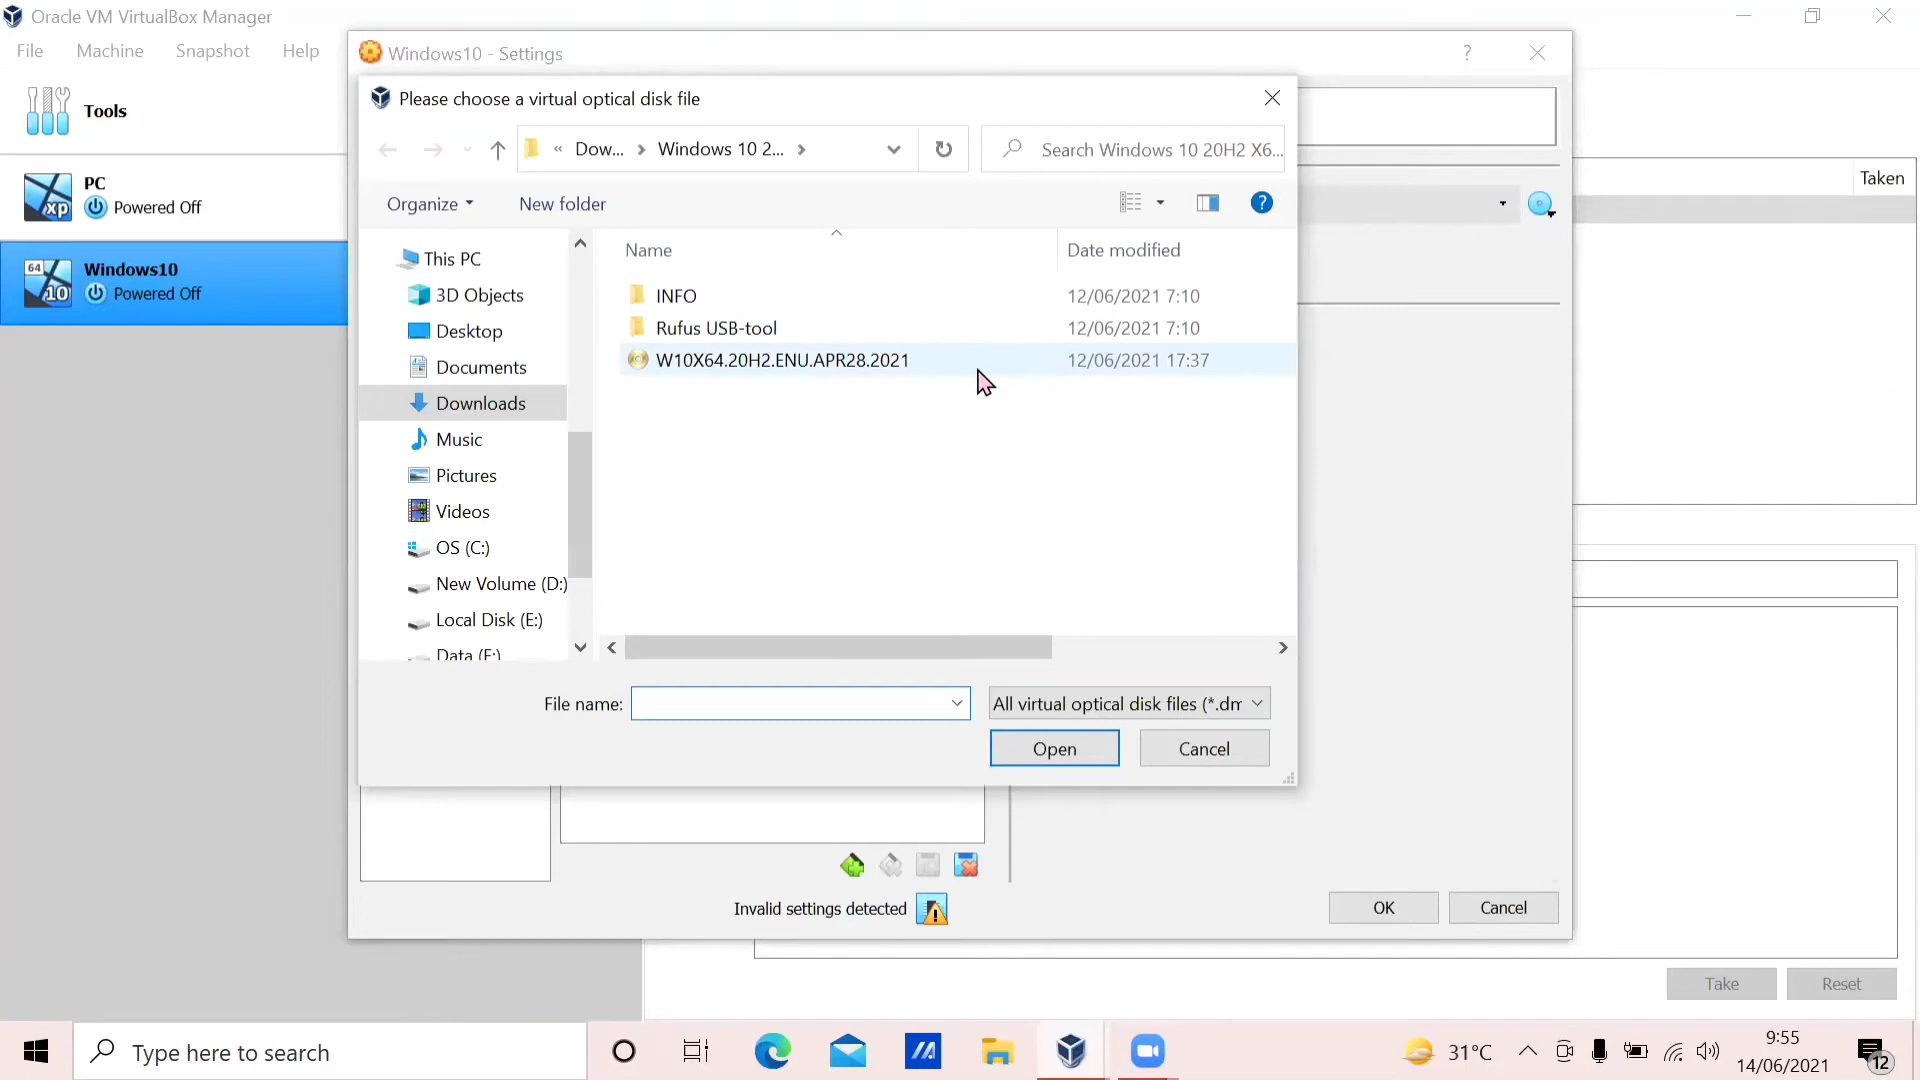 Oracle VM VirtualBox Manager
File Machine Snapshot Help
Tools
PC
Powered Off
Windows10
Powered Off
Windows10 - Settings
?
Please choose a virtual optical disk file
« Dow... > Windows 10 2... >
Search Windows 10 20H2 X6...
Organize
New folder
?
This PC
3D Objects
Desktop
Documents
Downloads
Music
Pictures
Videos
OS (C:)
New Volume (D:)
Local Disk (E:)
Data (F:)
Name Date modified
INFO 12/06/2021 7:10
Rufus USB-tool 12/06/2021 7:10
W10X64.20H2.ENU.APR28.2021 12/06/2021 17:37
File name:
All virtual optical disk files (*.dm
Open Cancel
Invalid settings detected
OK Cancel
Taken
Take Reset
Type here to search
31°C
9:55
14/06/2021
12
xp
64
10